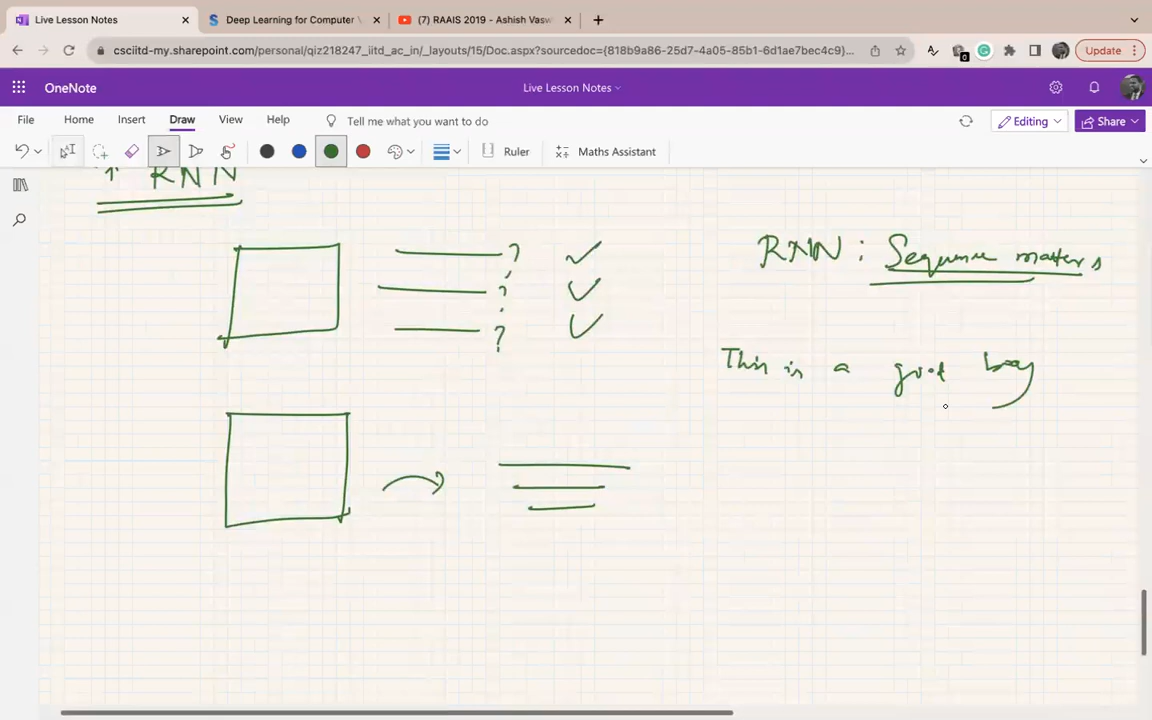 Live Lesson Notes
Deep Learning for Computer
(7) RAAIS 2019 - Ashish Vasw
csciitd-my.sharepoint.com/personal/qiz218247_iitd_ac_in/_layouts/15/Doc.aspx?sourcedoc={818b9a86-25d7-4a05-85b1-6d1ae7bec4c9}...
0
Update
OneNote
Live Lesson Notes
File Home Insert Draw View Help Tell me what you want to do
Editing
Share
Ruler
Maths Assistant
↑ RNN
?
?
?
RNN : Sequence matters
This is a good boy